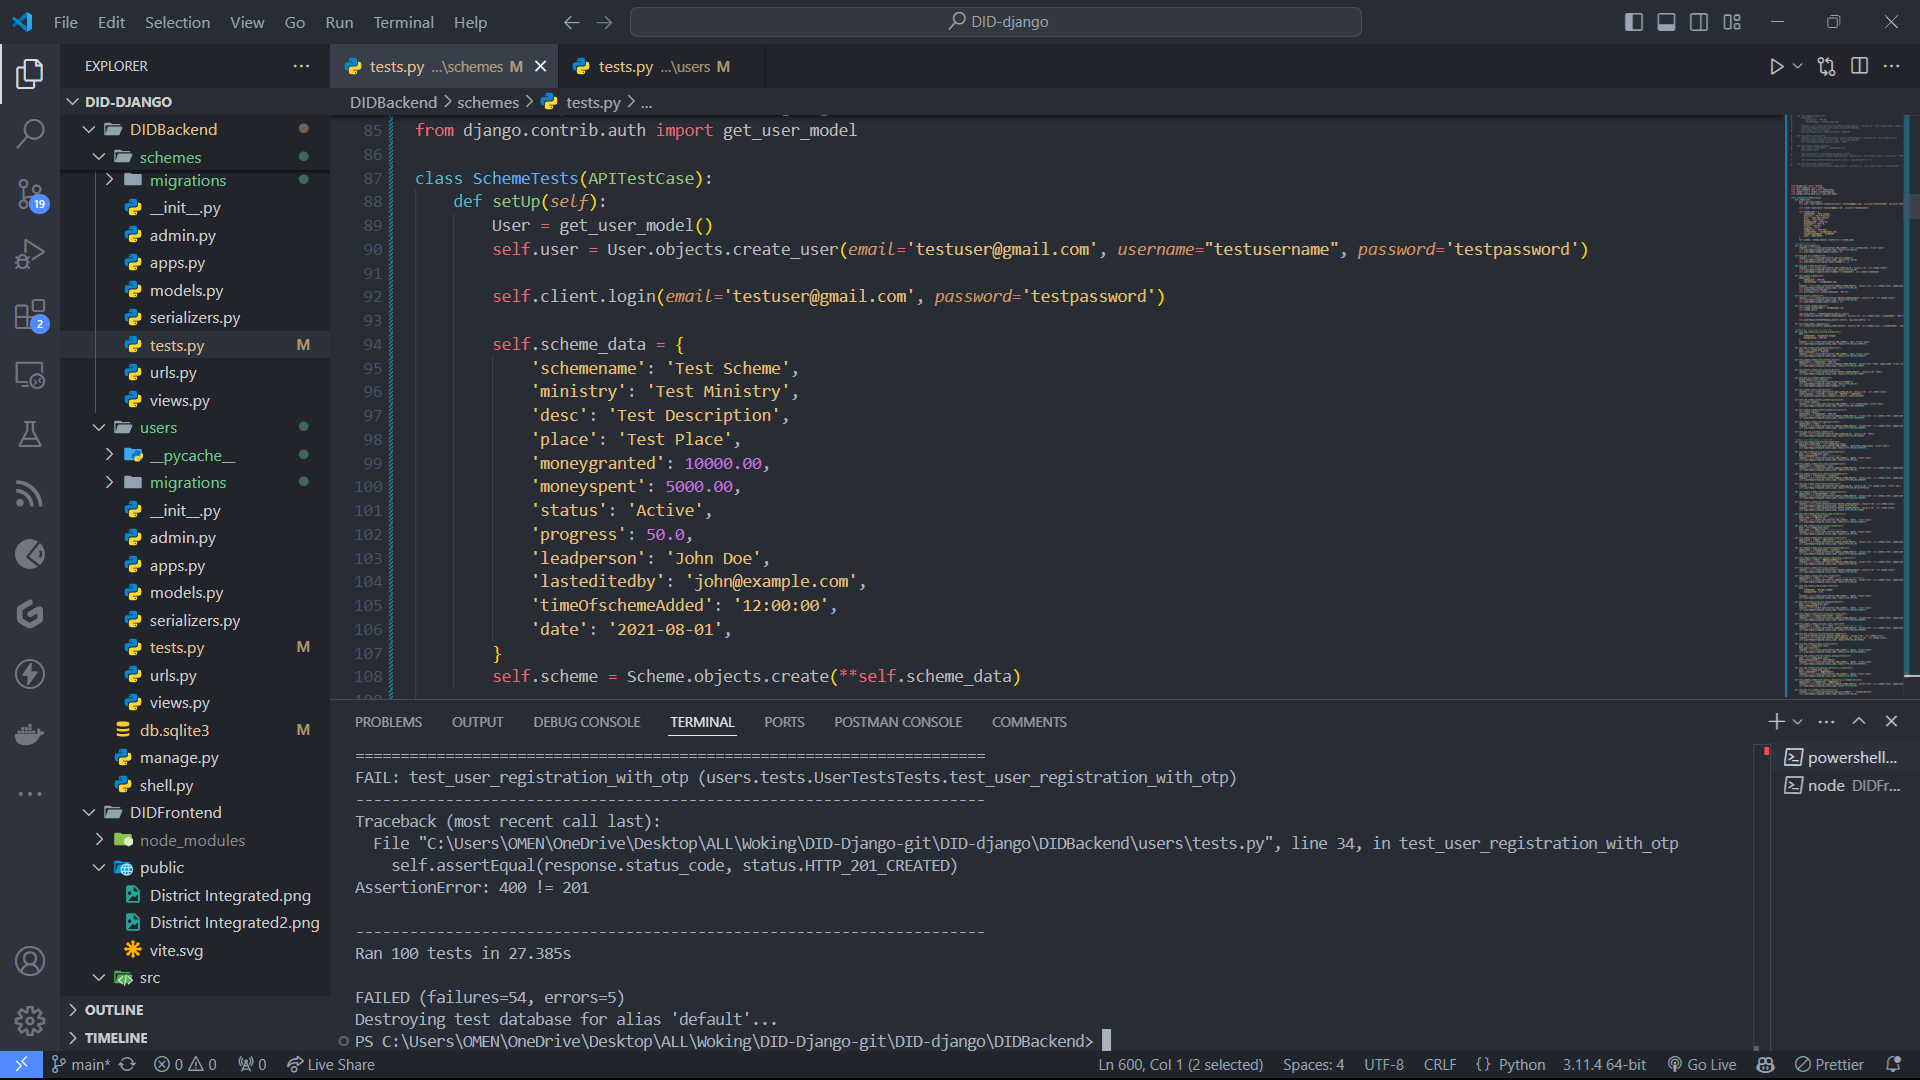 File Edit Selection View Go Run Terminal Help
DID-django
EXPLORER
DID-DJANGO
DIDBackend
schemes
migrations
__init__.py
admin.py
apps.py
models.py
serializers.py
tests.py M
urls.py
views.py
users
__pycache__
migrations
__init__.py
admin.py
apps.py
models.py
serializers.py
tests.py M
urls.py
views.py
db.sqlite3 M
manage.py
shell.py
DIDFrontend
node_modules
public
District Integrated.png
District Integrated2.png
vite.svg
src
OUTLINE
TIMELINE
19
2
tests.py ...\schemes M
tests.py ...\users M
DIDBackend > schemes > tests.py > ...
85 from django.contrib.auth import get_user_model
86
87 class SchemeTests(APITestCase):
88 def setUp(self):
89 User = get_user_model()
90 self.user = User.objects.create_user(email='testuser@gmail.com', username="testusername", password='testpassword')
91
92 self.client.login(email='testuser@gmail.com', password='testpassword')
93
94 self.scheme_data = {
95 'schemename': 'Test Scheme',
96 'ministry': 'Test Ministry',
97 'desc': 'Test Description',
98 'place': 'Test Place',
99 'moneygranted': 10000.00,
100 'moneyspent': 5000.00,
101 'status': 'Active',
102 'progress': 50.0,
103 'leadperson': 'John Doe',
104 'lasteditedby': 'john@example.com',
105 'timeOfschemeAdded': '12:00:00',
106 'date': '2021-08-01',
107 }
108 self.scheme = Scheme.objects.create(**self.scheme_data)
PROBLEMS OUTPUT DEBUG CONSOLE TERMINAL PORTS POSTMAN CONSOLE COMMENTS
======================================================================
FAIL: test_user_registration_with_otp (users.tests.UserTestsTests.test_user_registration_with_otp)
----------------------------------------------------------------------
Traceback (most recent call last):
File "C:\Users\OMEN\OneDrive\Desktop\ALL\Woking\DID-Django-git\DID-django\DIDBackend\users\tests.py", line 34, in test_user_registration_with_otp
self.assertEqual(response.status_code, status.HTTP_201_CREATED)
AssertionError: 400 != 201
----------------------------------------------------------------------
Ran 100 tests in 27.385s
FAILED (failures=54, errors=5)
Destroying test database for alias 'default'...
PS C:\Users\OMEN\OneDrive\Desktop\ALL\Woking\DID-Django-git\DID-django\DIDBackend>
powershell...
node DIDFr...
main* 0 0 0 Live Share
Ln 600, Col 1 (2 selected) Spaces: 4 UTF-8 CRLF {} Python 3.11.4 64-bit Go Live Prettier